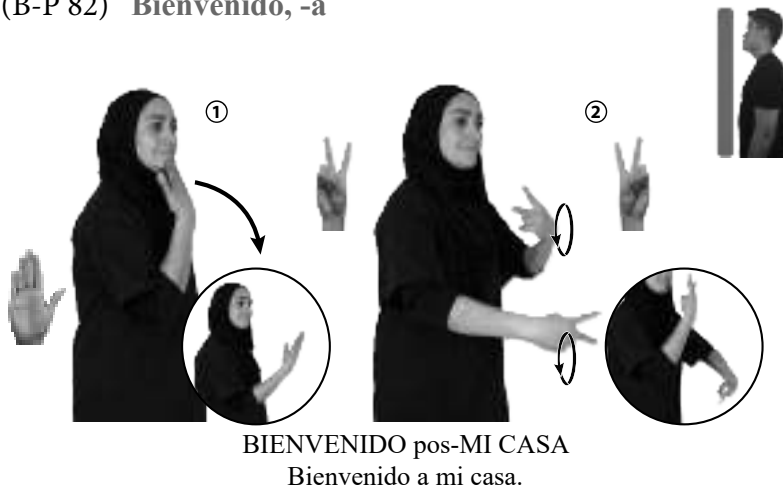 (B-P 82) Bienvenido, -a
① ②
BIENVENIDO pos-MI CASA
Bienvenido a mi casa.